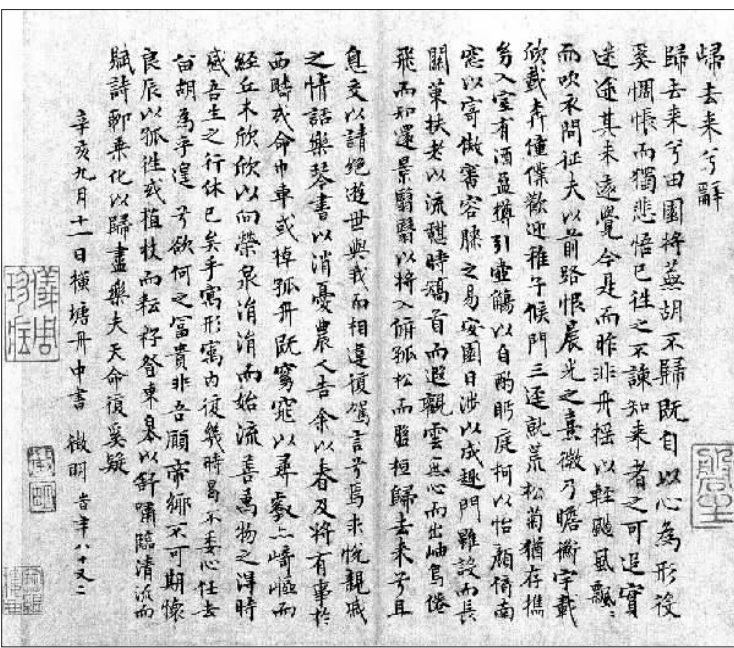 歸去来兮辭
歸去来兮田園将蕪胡不歸既自以心為形役
奚惆悵而獨悲悟已往之不諫知来者之可追實
迷途其未遠覺今是而昨非舟搖以輕颺風飄〻
而吹衣問征夫以前路恨晨光之熹微乃瞻衡宇載
欣載奔僮僕歡迎稚子候門三逕就荒松菊猶存攜
幼入室有酒盈樽引壺觴以自酌眄庭柯以怡顏倚南
窓以寄傲審容膝之易安園日涉以成趣門雖設而長
關策扶老以流憩時矯首而遐觀雲無心而出岫鳥倦
飛而知還景翳翳以将入撫孤松而盤桓歸去来兮且
息交以請絕遊世與我而相違復駕言兮焉求悅親戚
之情話樂琴書以消憂農人告余以春及将有事於
西疇或命巾車或棹孤舟既窈窕以尋壑亦崎嶇而
經丘木欣欣以向榮泉涓涓而始流善萬物之得時
感吾生之行休已矣乎寓形寓内復幾時曷不委心任去
留胡為乎遑兮欲何之富貴非吾願帝鄉不可期懷
良辰以孤往或植杖而耘耔登東皋以舒嘯臨清流而
賦詩聊乘化以歸盡樂夫天命復奚疑
辛亥九月十一日橫塘舟中書 徵明 時年八十又二